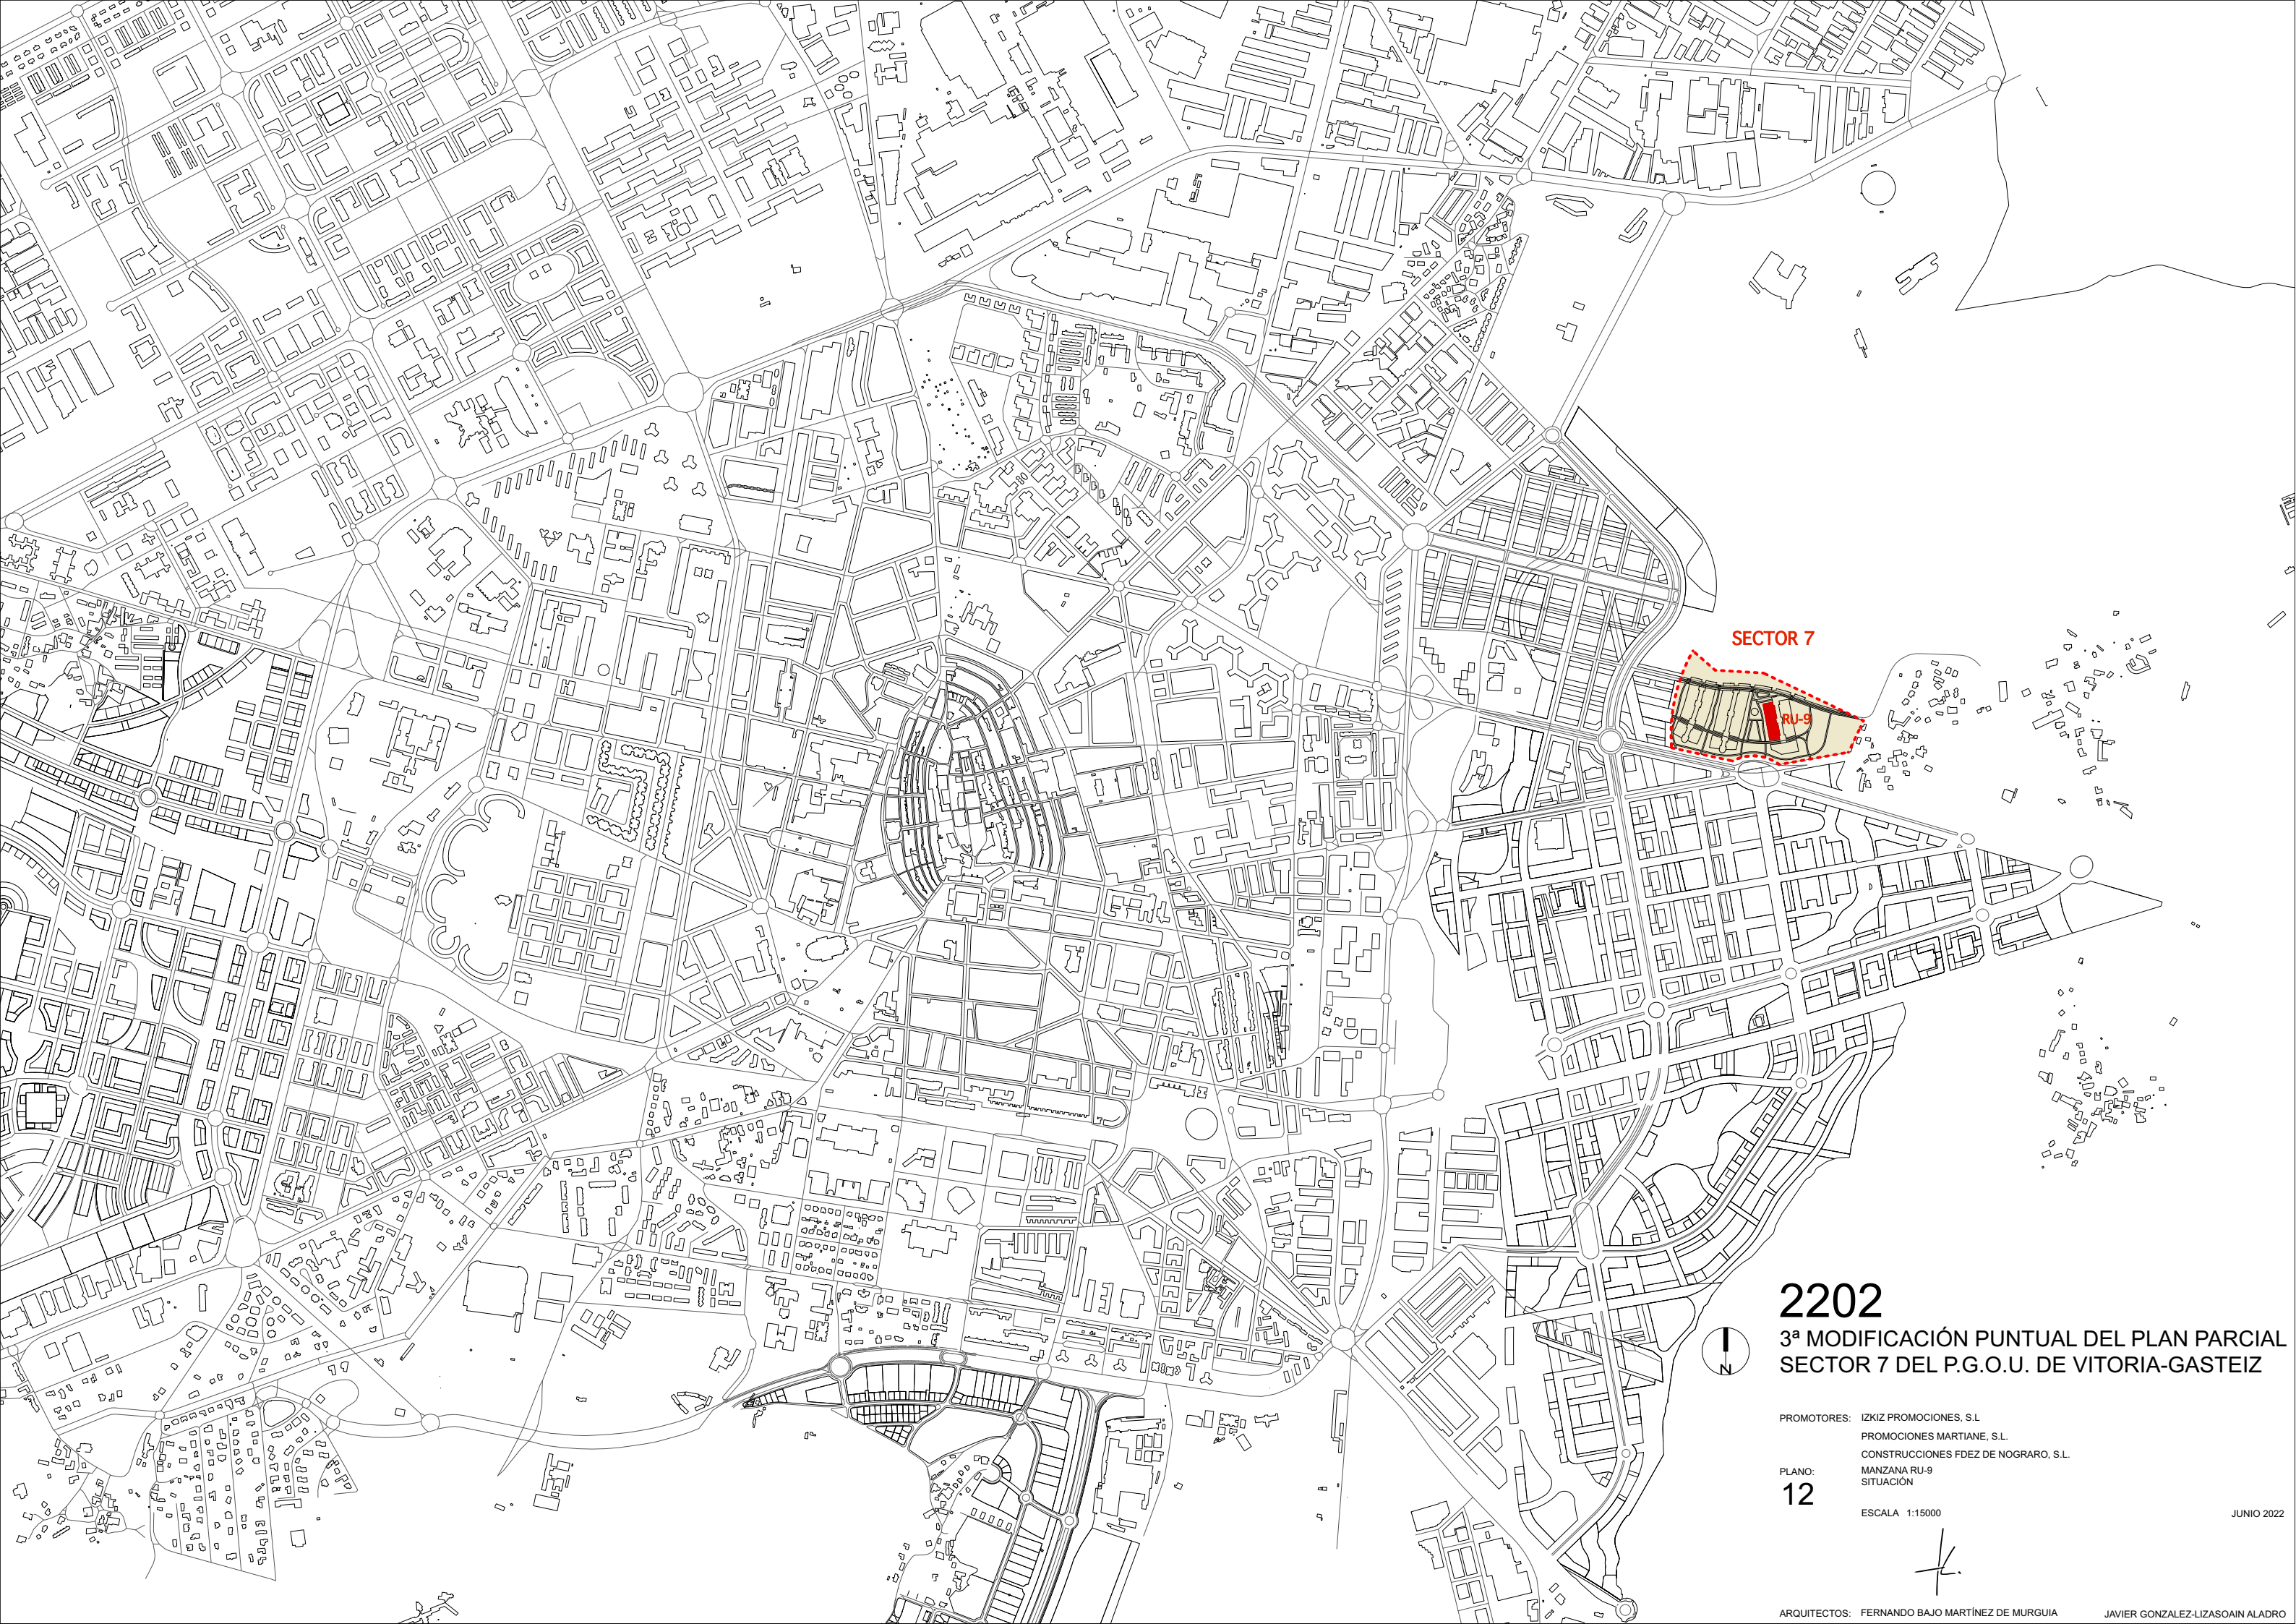 SECTOR 7
RU-9
2202
3ª MODIFICACIÓN PUNTUAL DEL PLAN PARCIAL
SECTOR 7 DEL P.G.O.U. DE VITORIA-GASTEIZ
N
PROMOTORES: IZKIZ PROMOCIONES, S.L
PROMOCIONES MARTIANE, S.L.
CONSTRUCCIONES FDEZ DE NOGRARO, S.L.
PLANO: MANZANA RU-9
12 SITUACIÓN
ESCALA 1:15000 JUNIO 2022
ARQUITECTOS: FERNANDO BAJO MARTÍNEZ DE MURGUIA JAVIER GONZALEZ-LIZASOAIN ALADRO